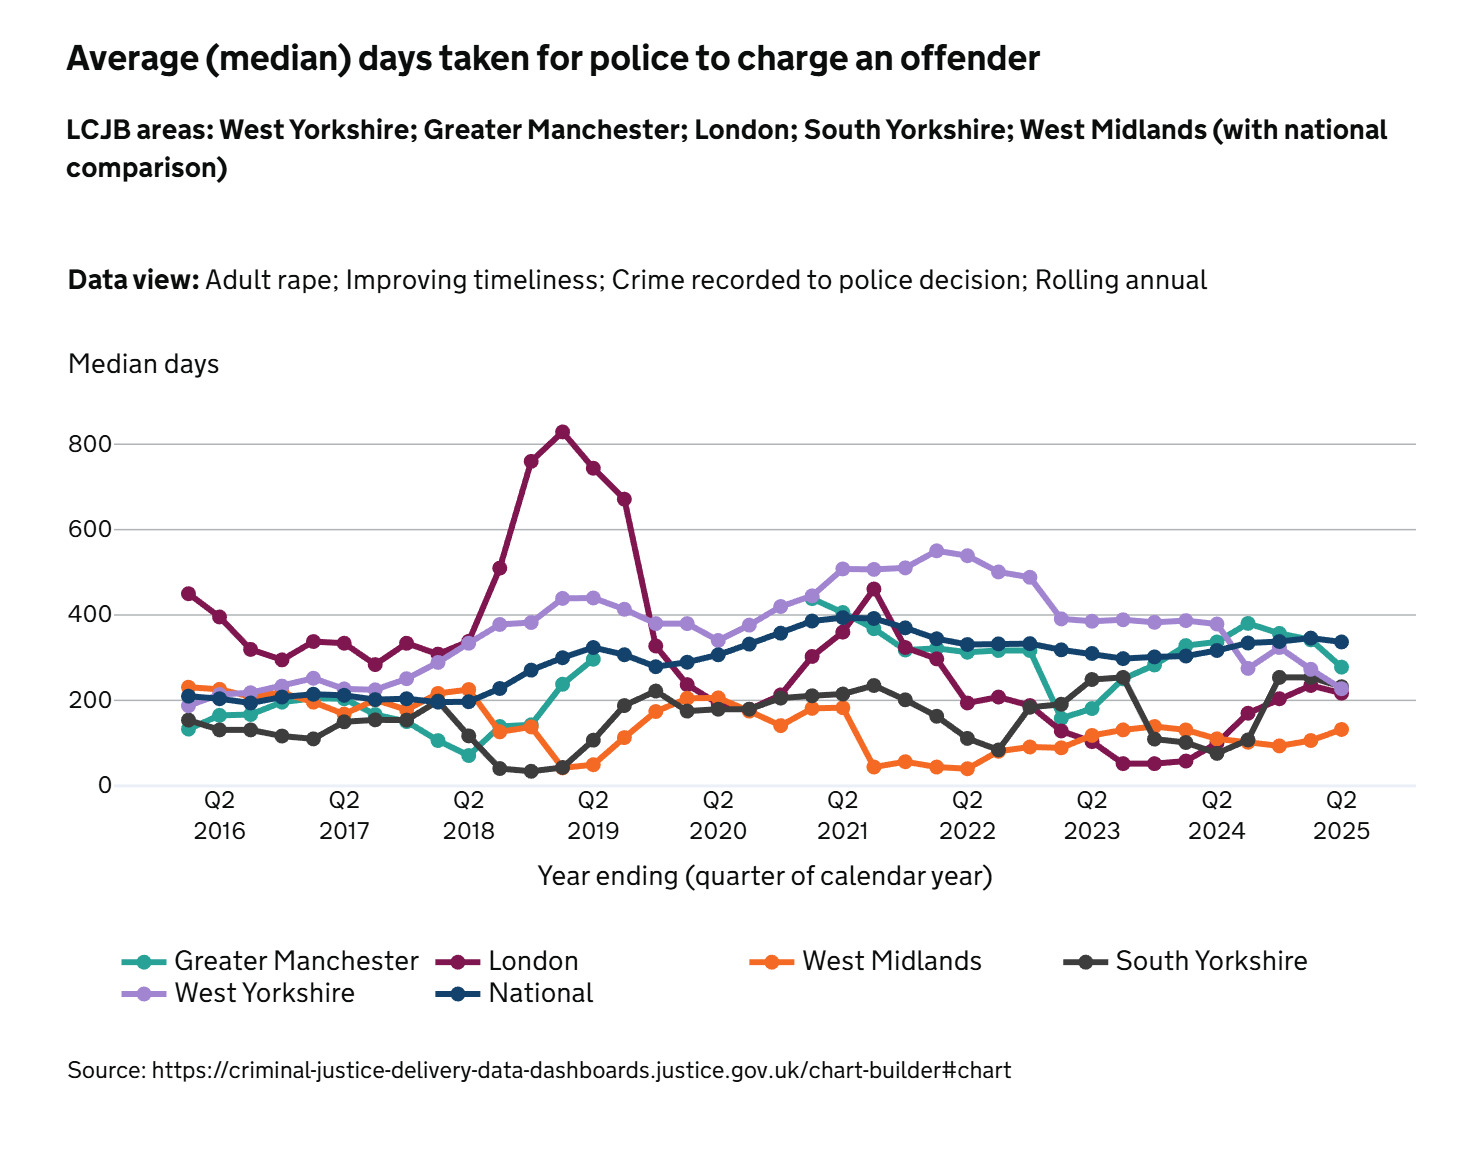 Average (median) days taken for police to charge an offender
LCJB areas: West Yorkshire; Greater Manchester; London; South Yorkshire; West Midlands (with national
comparison)
Data view: Adult rape; Improving timeliness; Crime recorded to police decision; Rolling annual
Median days
800
600
400
200
0
Q2 Q2 Q2 Q2 Q2 Q2 Q2 Q2 Q2 Q2
2016 2017 2018 2019 2020 2021 2022 2023 2024 2025
Year ending (quarter of calendar year)
Greater Manchester London West Midlands South Yorkshire
West Yorkshire National
Source: https://criminal-justice-delivery-data-dashboards.justice.gov.uk/chart-builder#chart